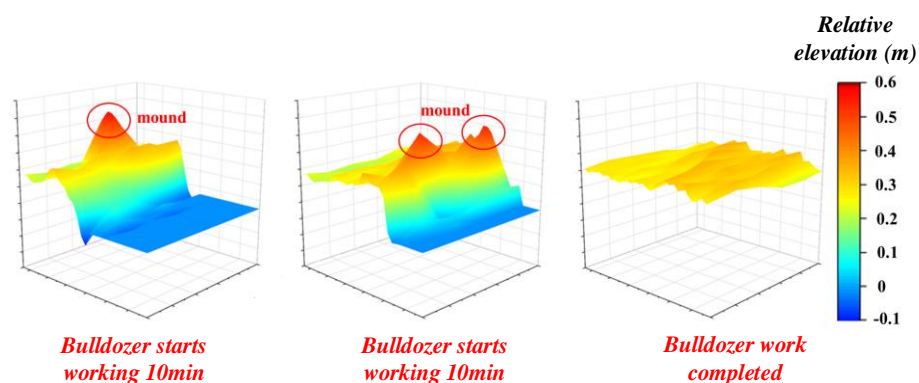 Relative
elevation (m)
mound
mound
0.6
0.5
0.4
0.3
0.2
0.1
0
-0.1
Bulldozer starts
working 10min
Bulldozer starts
working 10min
Bulldozer work
completed